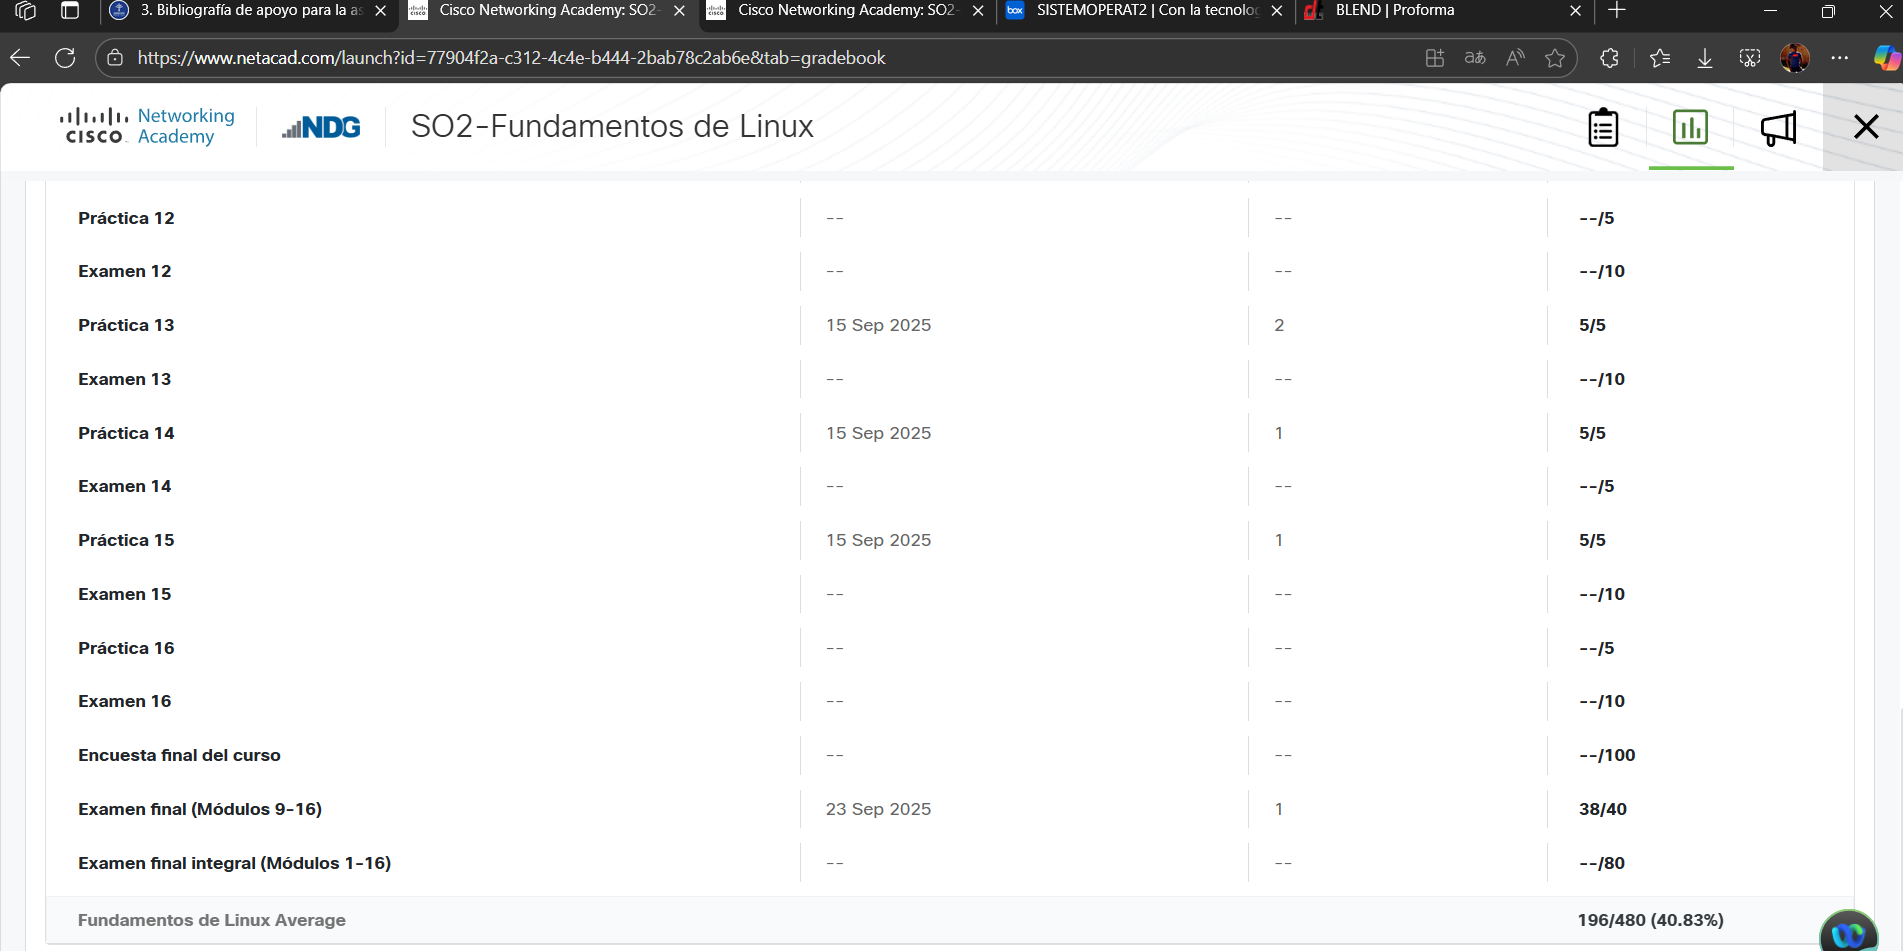 3. Bibliografía de apoyo para la as
Cisco Networking Academy: SO2-
Cisco Networking Academy: SO2-
box
SISTEMOPERAT2 | Con la tecnolog
BLEND | Proforma
https://www.netacad.com/launch?id=77904f2a-c312-4c4e-b444-2bab78c2ab6e&tab=gradebook
CISCO Networking Academy
NDG
SO2-Fundamentos de Linux
Práctica 12 -- -- --/5
Examen 12 -- -- --/10
Práctica 13 15 Sep 2025 2 5/5
Examen 13 -- -- --/10
Práctica 14 15 Sep 2025 1 5/5
Examen 14 -- -- --/5
Práctica 15 15 Sep 2025 1 5/5
Examen 15 -- -- --/10
Práctica 16 -- -- --/5
Examen 16 -- -- --/10
Encuesta final del curso -- -- --/100
Examen final (Módulos 9-16) 23 Sep 2025 1 38/40
Examen final integral (Módulos 1-16) -- -- --/80
Fundamentos de Linux Average 196/480 (40.83%)